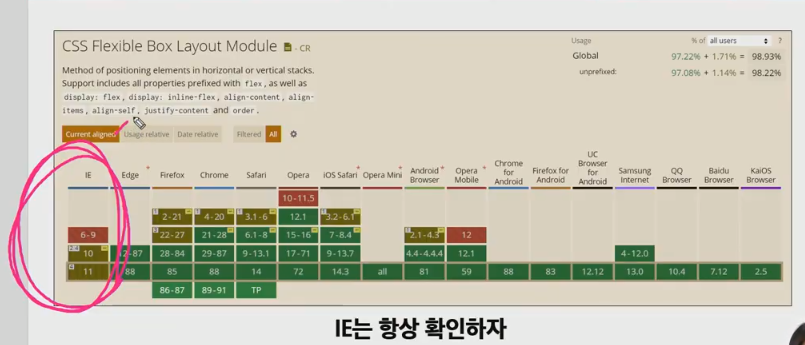 CSS Flexible Box Layout Module - CR
Usage % of all users ?
Global 97.22% + 1.71% = 98.93%
unprefixed: 97.08% + 1.14% = 98.22%
Method of positioning elements in horizontal or vertical stacks.
Support includes all properties prefixed with flex, as well as
display: flex, display: inline-flex, align-content, align-
items, align-self, justify-content and order.
Current aligned Usage relative Date relative Filtered All
IE Edge * Firefox Chrome Safari Opera iOS Safari * Opera Mini * Android Browser * Opera Mobile * Chrome for Android Firefox for Android UC Browser for Android Samsung Internet QQ Browser Baidu Browser KaiOS Browser
10-11.5
2-21 4-20 3.1-6 12.1 3.2-6.1
6-9 22-27 21-28 6.1-8 15-16 7-8.4 2.1-4.3 12
10 12-87 28-84 29-87 9-13.1 17-71 9-13.7 4.4-4.4.4 12.1 4-12.0
11 88 85 88 14 72 14.3 all 81 59 88 83 12.12 13.0 10.4 7.12 2.5
86-87 89-91 TP
IE는 항상 확인하자